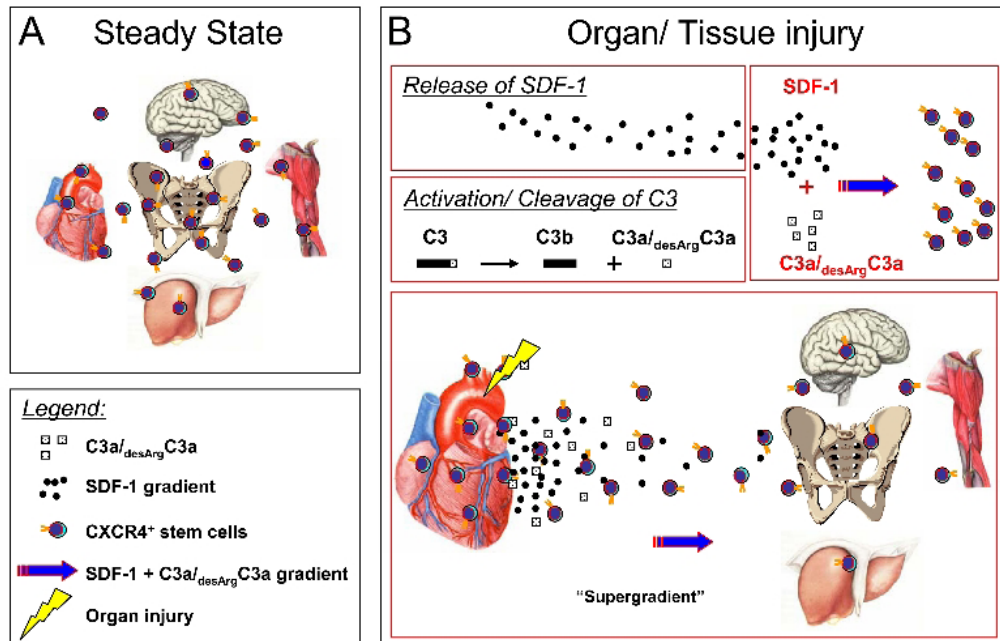 A
Steady State
Legend:
C3a/desArgC3a
SDF-1 gradient
CXCR4+ stem cells
SDF-1 + C3a/desArgC3a gradient
Organ injury
B
Organ/ Tissue injury
Release of SDF-1
Activation/ Cleavage of C3
C3 C3b + C3a/desArgC3a
SDF-1
+
C3a/desArgC3a
"Supergradient"